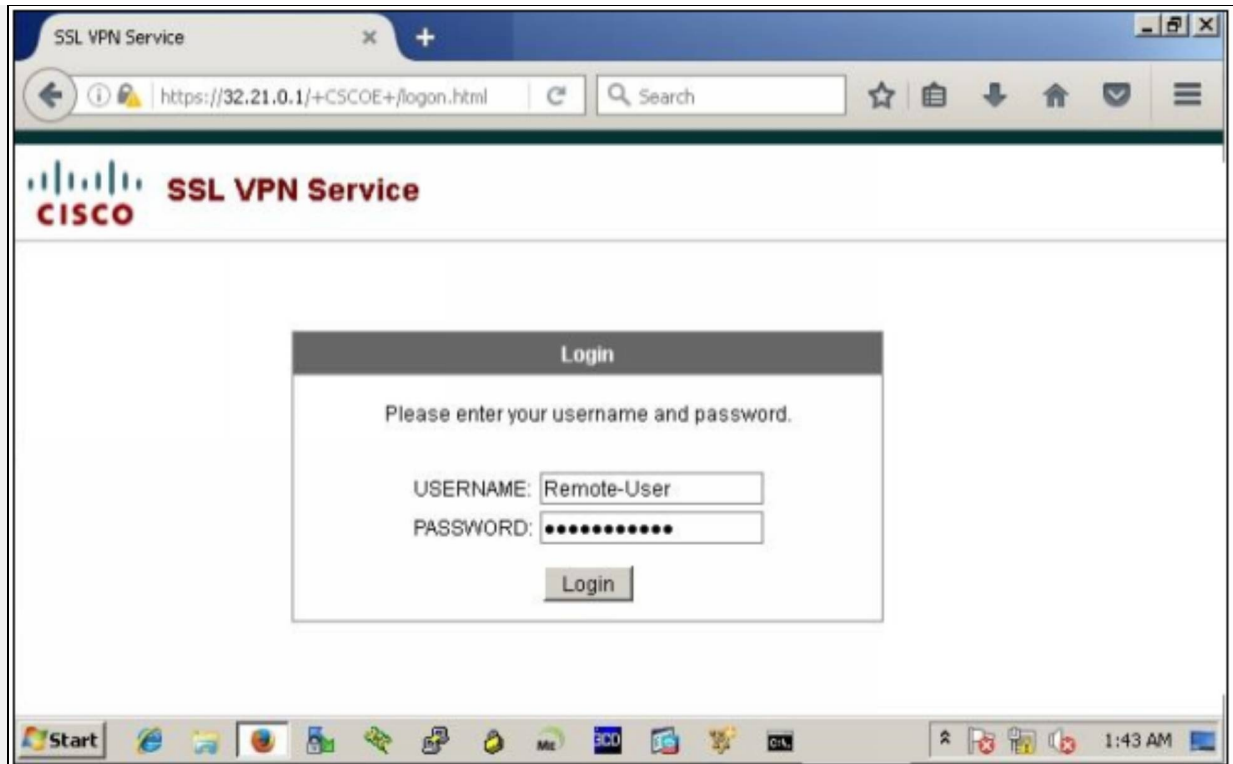 SSL VPN Service
https://32.21.0.1/+CSCOE+/logon.html
Search
CISCO
SSL VPN Service
Login
Please enter your username and password.
USERNAME: Remote-User
PASSWORD: •••••••••••
Login
Start
3CD
1:43 AM